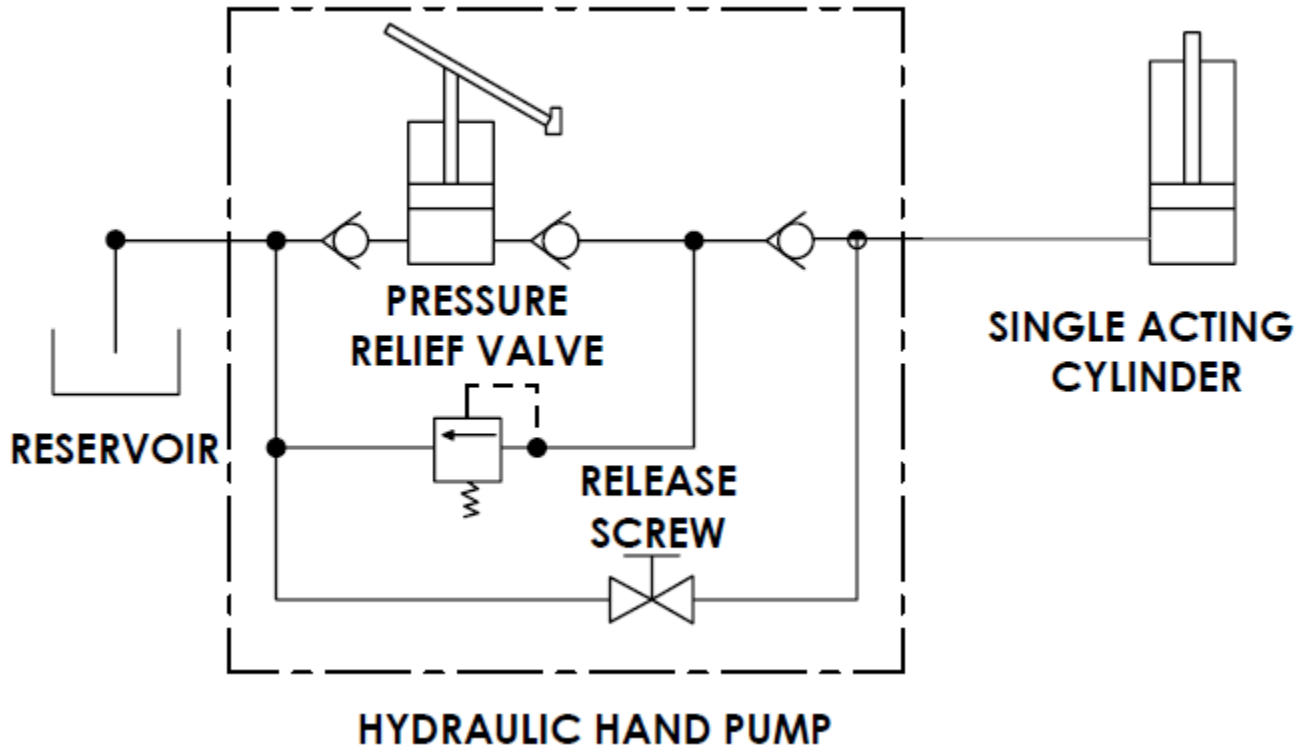 PRESSURE
RELIEF VALVE
SINGLE ACTING
CYLINDER
RESERVOIR
RELEASE
SCREW
HYDRAULIC HAND PUMP